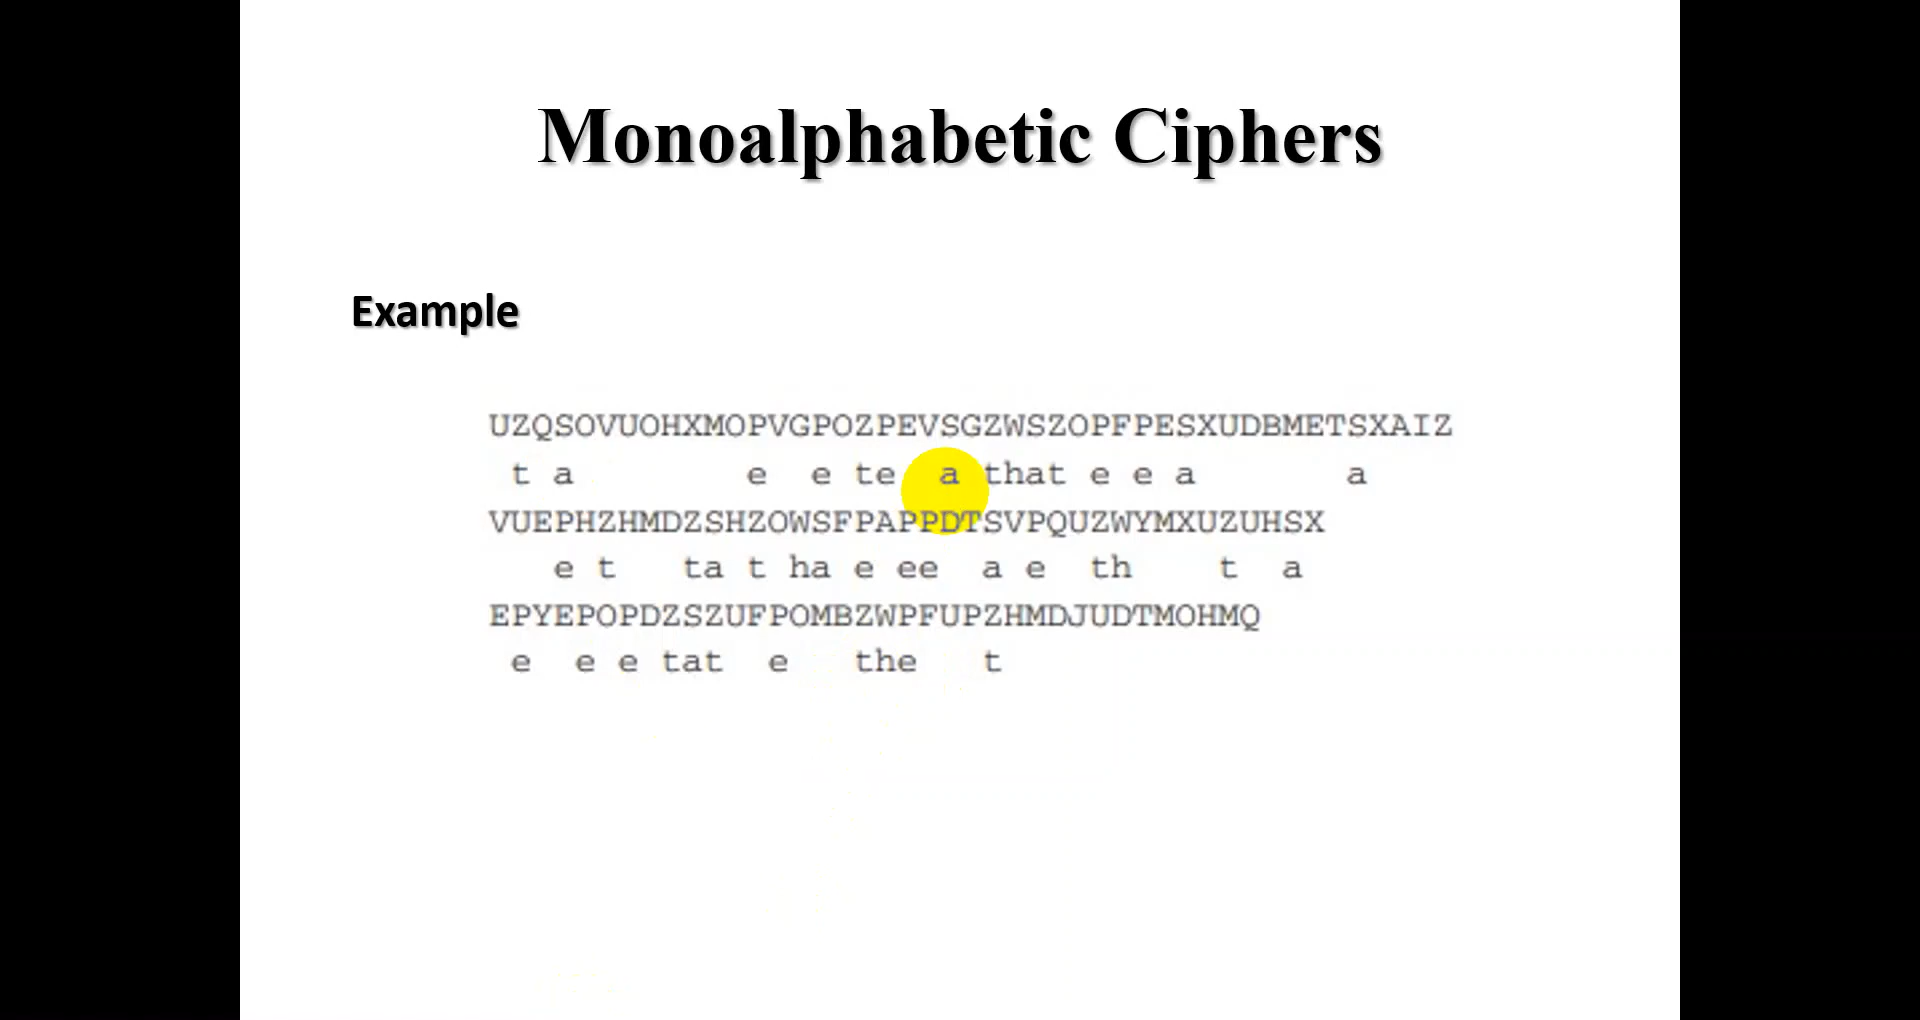 Monoalphabetic Ciphers
Example
UZQSOVUOHXMOPVGPOZPEVSGZWSZOPFPESXUDBMETSXAIZ
t a e e te a that e e a a
VUEPHZHMDZSHZOWSFPAPPDTSVPQUZWYMXUZUHSX
e t ta t ha e ee a e th t a
EPYEPOPDZSZUFPOMBZWPFUPZHMDJUDTMOHMQ
e e e tat e the t